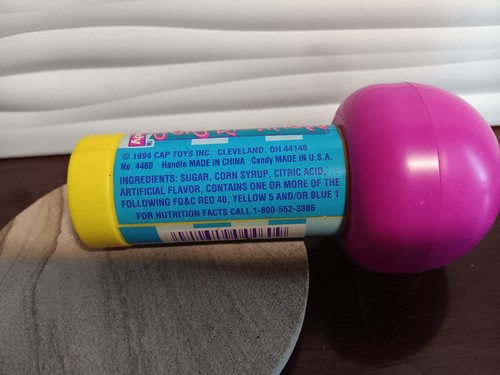 © 1994 CAP TOYS INC. CLEVELAND, OH 44146
No. 4460 Handle MADE IN CHINA Candy MADE IN U.S.A.
INGREDIENTS: SUGAR, CORN SYRUP, CITRIC ACID,
ARTIFICIAL FLAVOR, CONTAINS ONE OR MORE OF THE
FOLLOWING FD&C RED 40, YELLOW 5 AND/OR BLUE 1
FOR NUTRITION FACTS CALL 1-800-562-3386